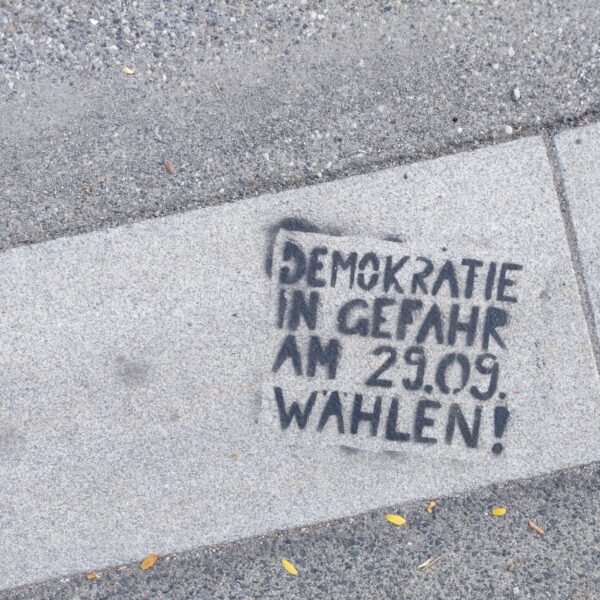 DEMOKRATIE
IN GEFAHR
AM 29.09.
WÄHLEN!